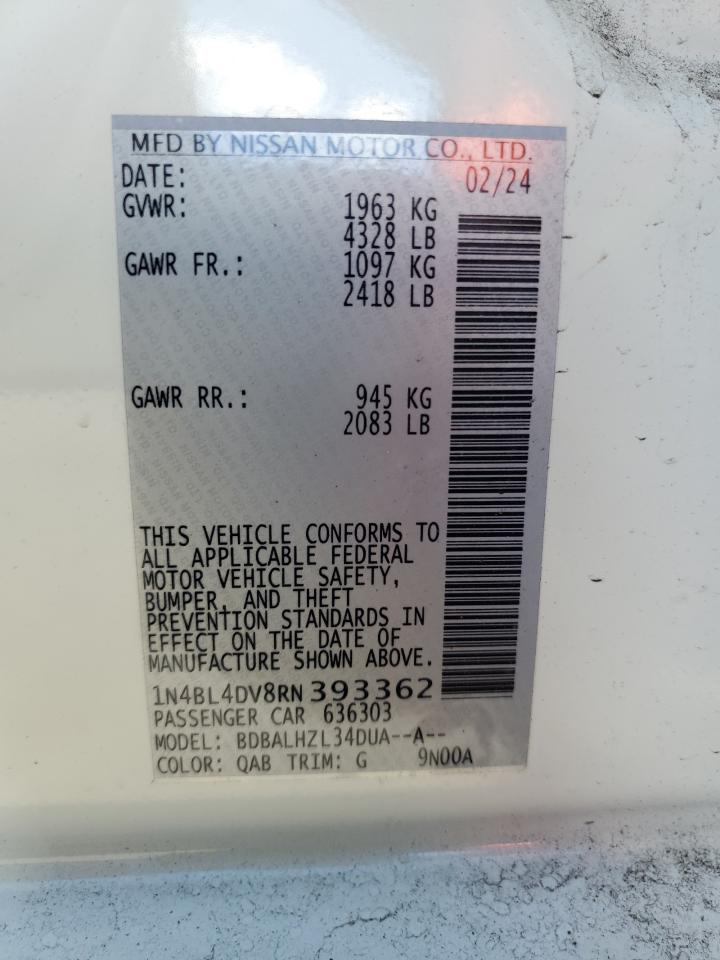 MFD BY NISSAN MOTOR CO., LTD.
DATE: 02/24
GVWR: 1963 KG
4328 LB
GAWR FR.: 1097 KG
2418 LB
GAWR RR.: 945 KG
2083 LB
THIS VEHICLE CONFORMS TO
ALL APPLICABLE FEDERAL
MOTOR VEHICLE SAFETY,
BUMPER, AND THEFT
PREVENTION STANDARDS IN
EFFECT ON THE DATE OF
MANUFACTURE SHOWN ABOVE.
1N4BL4DV8RN 393362
PASSENGER CAR 636303
MODEL: BDBALHZL34DUA--A--
COLOR: QAB TRIM: G 9N00A